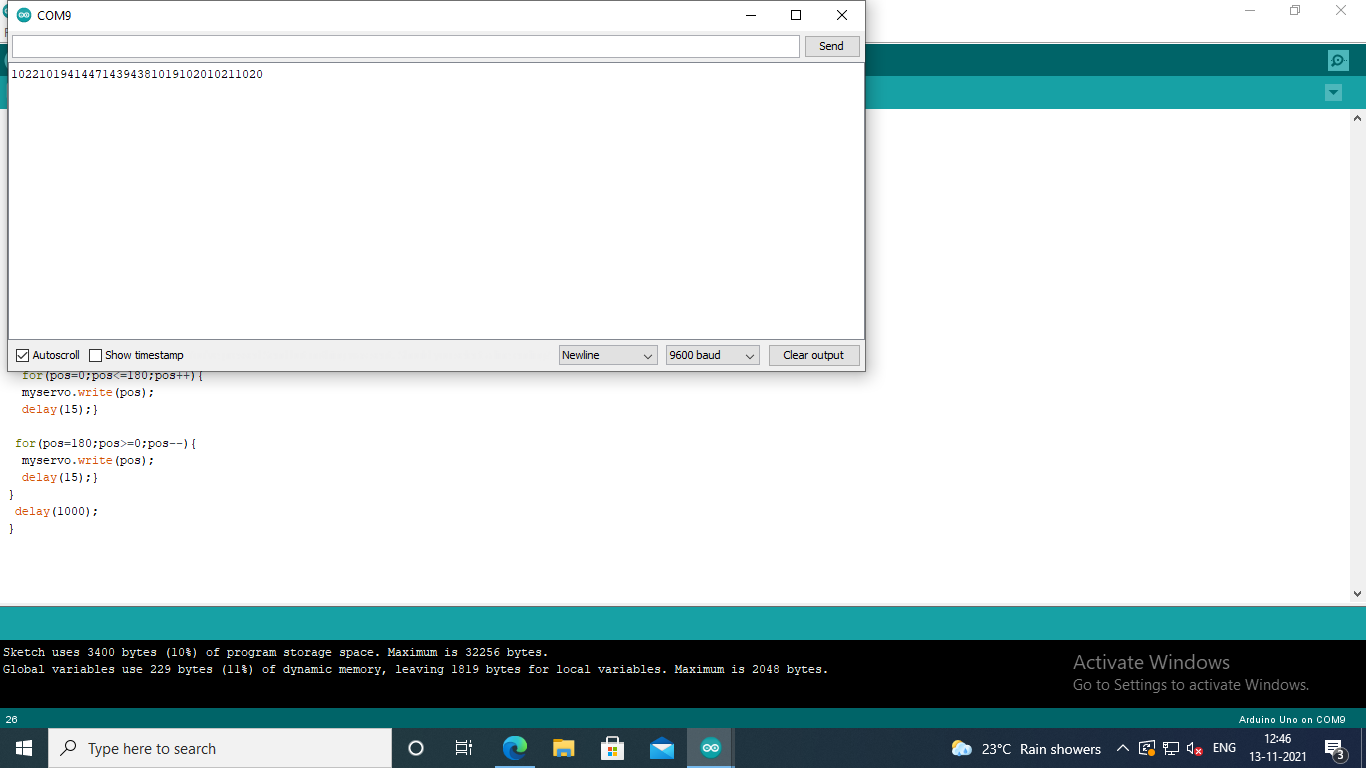 COM9
Send
1022101941447143943810191020102110 20
Autoscroll
Show timestamp
Newline
9600 baud
Clear output
for(pos=0;pos<=180;pos++){
myservo.write(pos);
delay(15);}
for(pos=180;pos>=0;pos--){
myservo.write(pos);
delay(15);}
}
delay(1000);
}
Sketch uses 3400 bytes (10%) of program storage space. Maximum is 32256 bytes.
Global variables use 229 bytes (11%) of dynamic memory, leaving 1819 bytes for local variables. Maximum is 2048 bytes.
Activate Windows
Go to Settings to activate Windows.
26
Arduino Uno on COM9
Type here to search
23°C Rain showers
ENG
12:46
13-11-2021
3